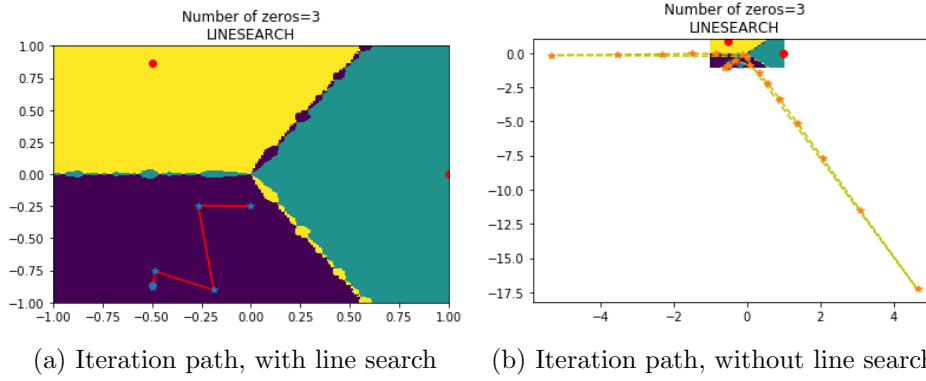 Number of zeros=3
LINESEARCH
1.00
0.75
0.50
0.25
0.00
−0.25
−0.50
−0.75
−1.00
−1.00 −0.75 −0.50 −0.25 0.00 0.25 0.50 0.75 1.00
(a) Iteration path, with line search
Number of zeros=3
LINESEARCH
0.0
−2.5
−5.0
−7.5
−10.0
−12.5
−15.0
−17.5
−4 −2 0 2 4
(b) Iteration path, without line search